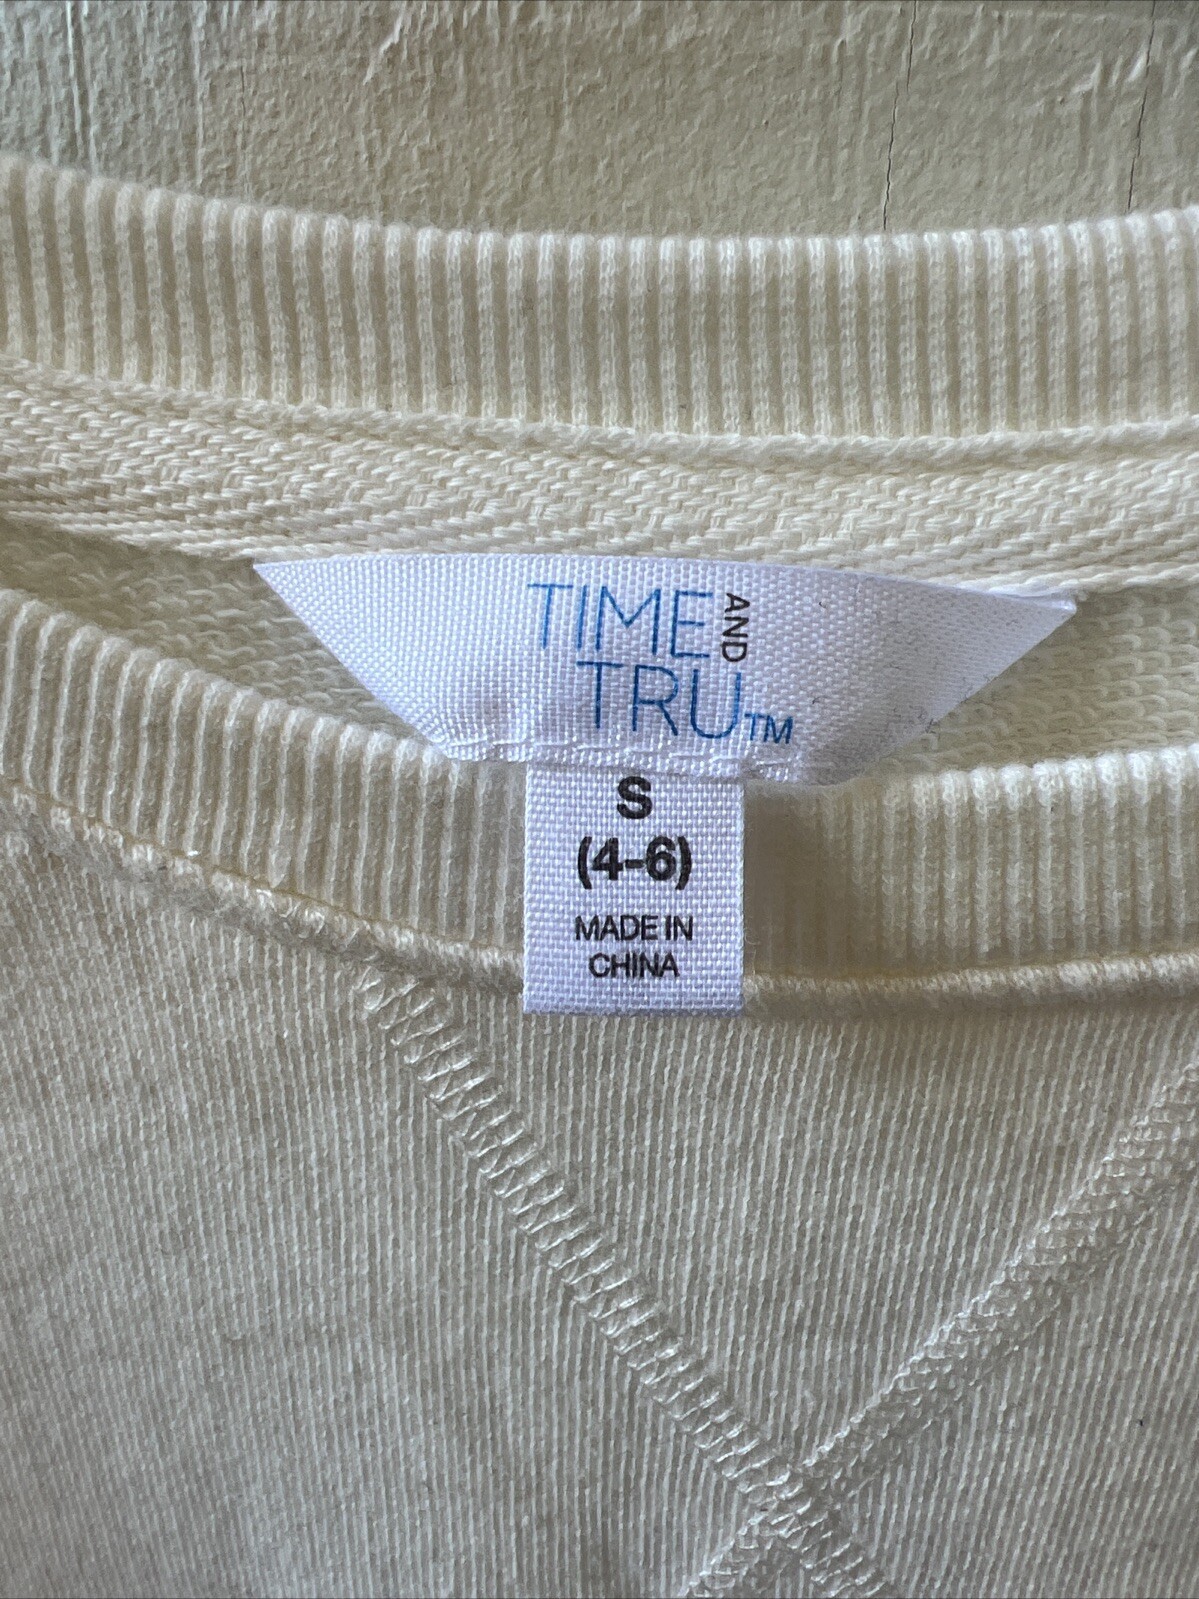 TIME AND
TRU™
S
(4-6)
MADE IN
CHINA